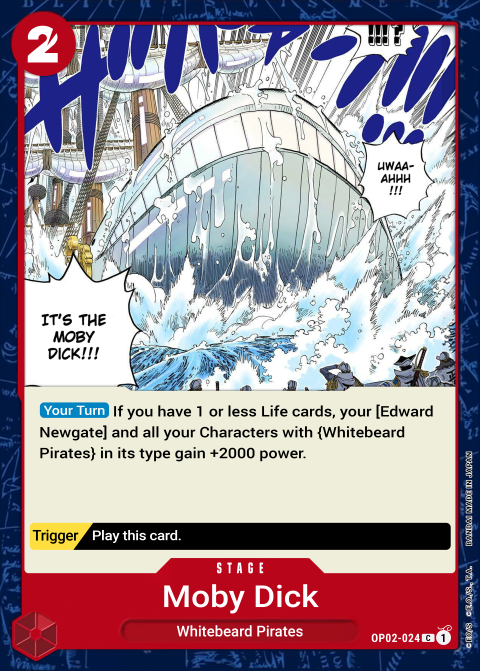 2
!!!?
UWAA-
AHHH
!!!
IT'S THE
MOBY
DICK!!!
Your Turn If you have 1 or less Life cards, your [Edward
Newgate] and all your Characters with {Whitebeard
Pirates} in its type gain +2000 power.
Trigger Play this card.
STAGE
Moby Dick
Whitebeard Pirates
OP02-024 C 1
©E.O/S ©E.O./S.,T.A. BANDAI MADE IN JAPAN